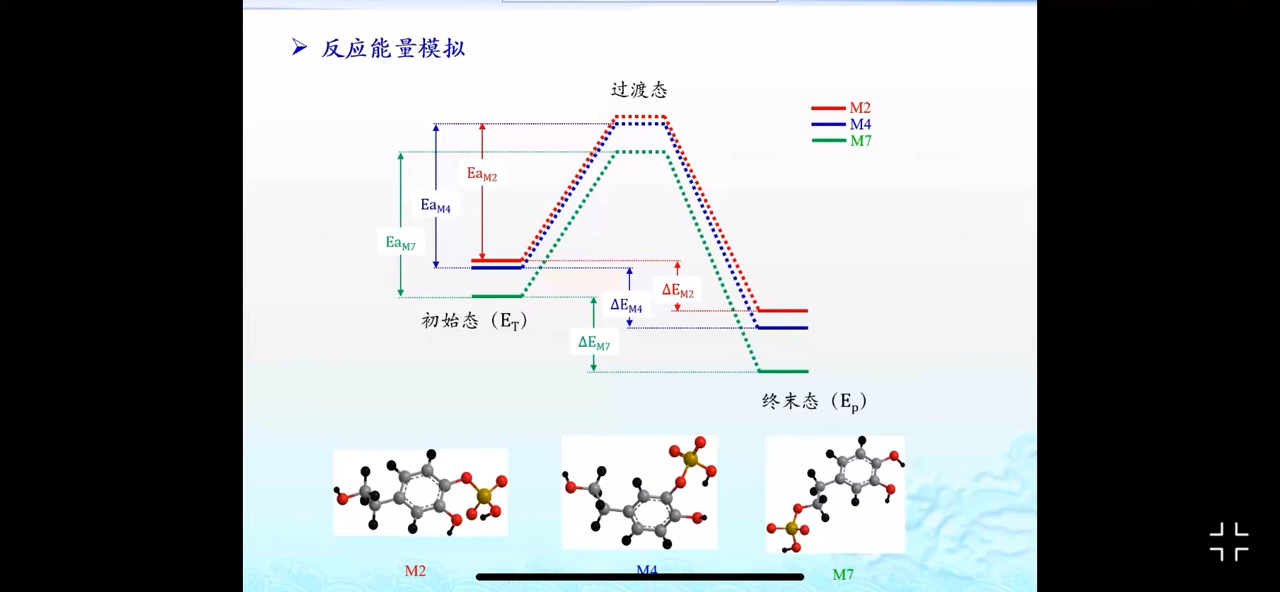 反应能量模拟
过渡态
M2
M4
M7
EaM2
EaM4
EaM7
ΔEM2
ΔEM4
ΔEM7
初始态（ET）
终末态（Ep）
M2
M4
M7